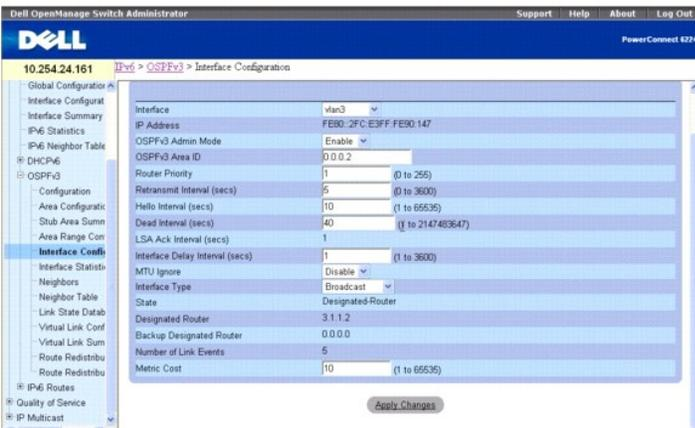 Dell OpenManage Switch Administrator Support Help About Log Out
DELL
PowerConnect 6224
10.254.24.161
IPv6 > OSPFv3 > Interface Configuration
Global Configuration
Interface Configurat
Interface Summary
IPv6 Statistics
IPv6 Neighbor Table
DHCPv6
OSPFv3
Configuration
Area Configuratic
Stub Area Summ
Area Range Con
Interface Confi
Interface Statisti
Neighbors
Neighbor Table
Link State Datab
Virtual Link Conf
Virtual Link Sum
Route Redistribu
Route Redistribu
IPv6 Routes
Quality of Service
IP Multicast
Interface vlan3
IP Address FE80::2FC:E3FF:FE90:147
OSPFv3 Admin Mode Enable
OSPFv3 Area ID 0.0.0.2
Router Priority 1 (0 to 255)
Retransmit Interval (secs) 5 (0 to 3600)
Hello Interval (secs) 10 (1 to 65535)
Dead Interval (secs) 40 (1 to 2147483647)
LSA Ack Interval (secs) 1
Interface Delay Interval (secs) 1 (1 to 3600)
MTU Ignore Disable
Interface Type Broadcast
State Designated-Router
Designated Router 3.1.1.2
Backup Designated Router 0.0.0.0
Number of Link Events 5
Metric Cost 10 (1 to 65535)
Apply Changes